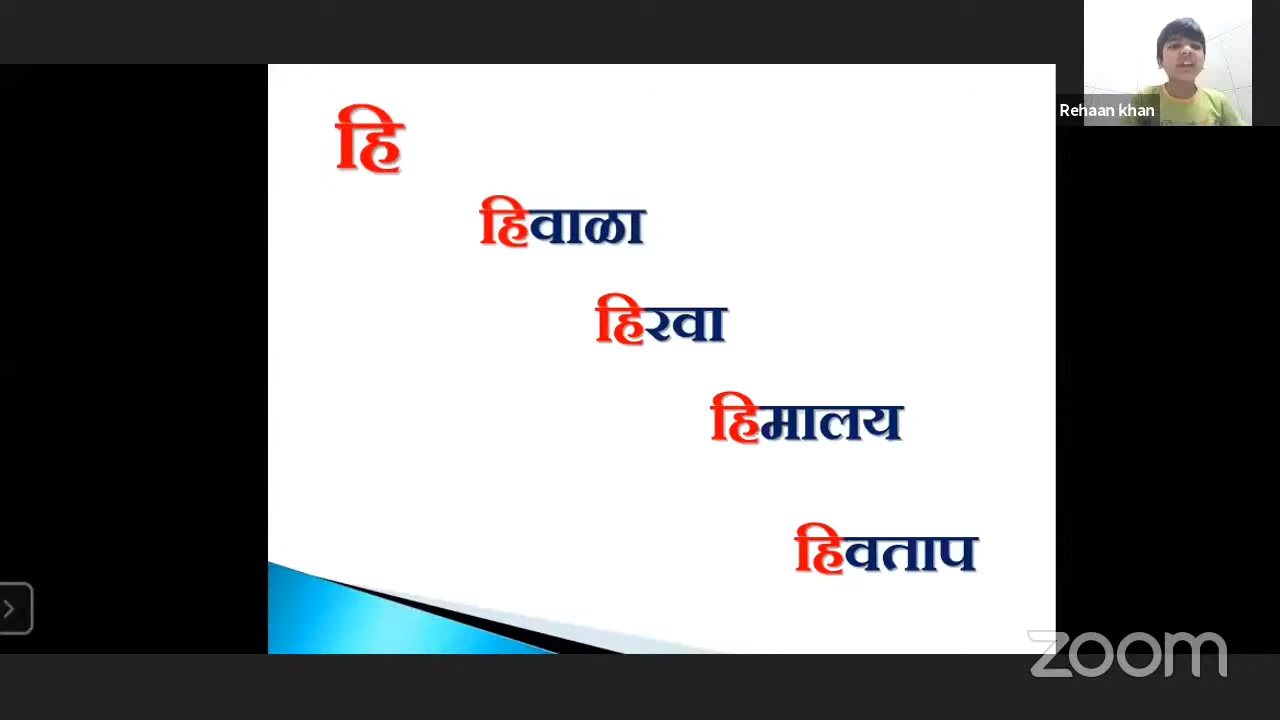 Rehaan khan
हि
हिवाळा
हिरवा
हिमालय
हिवताप
zoom